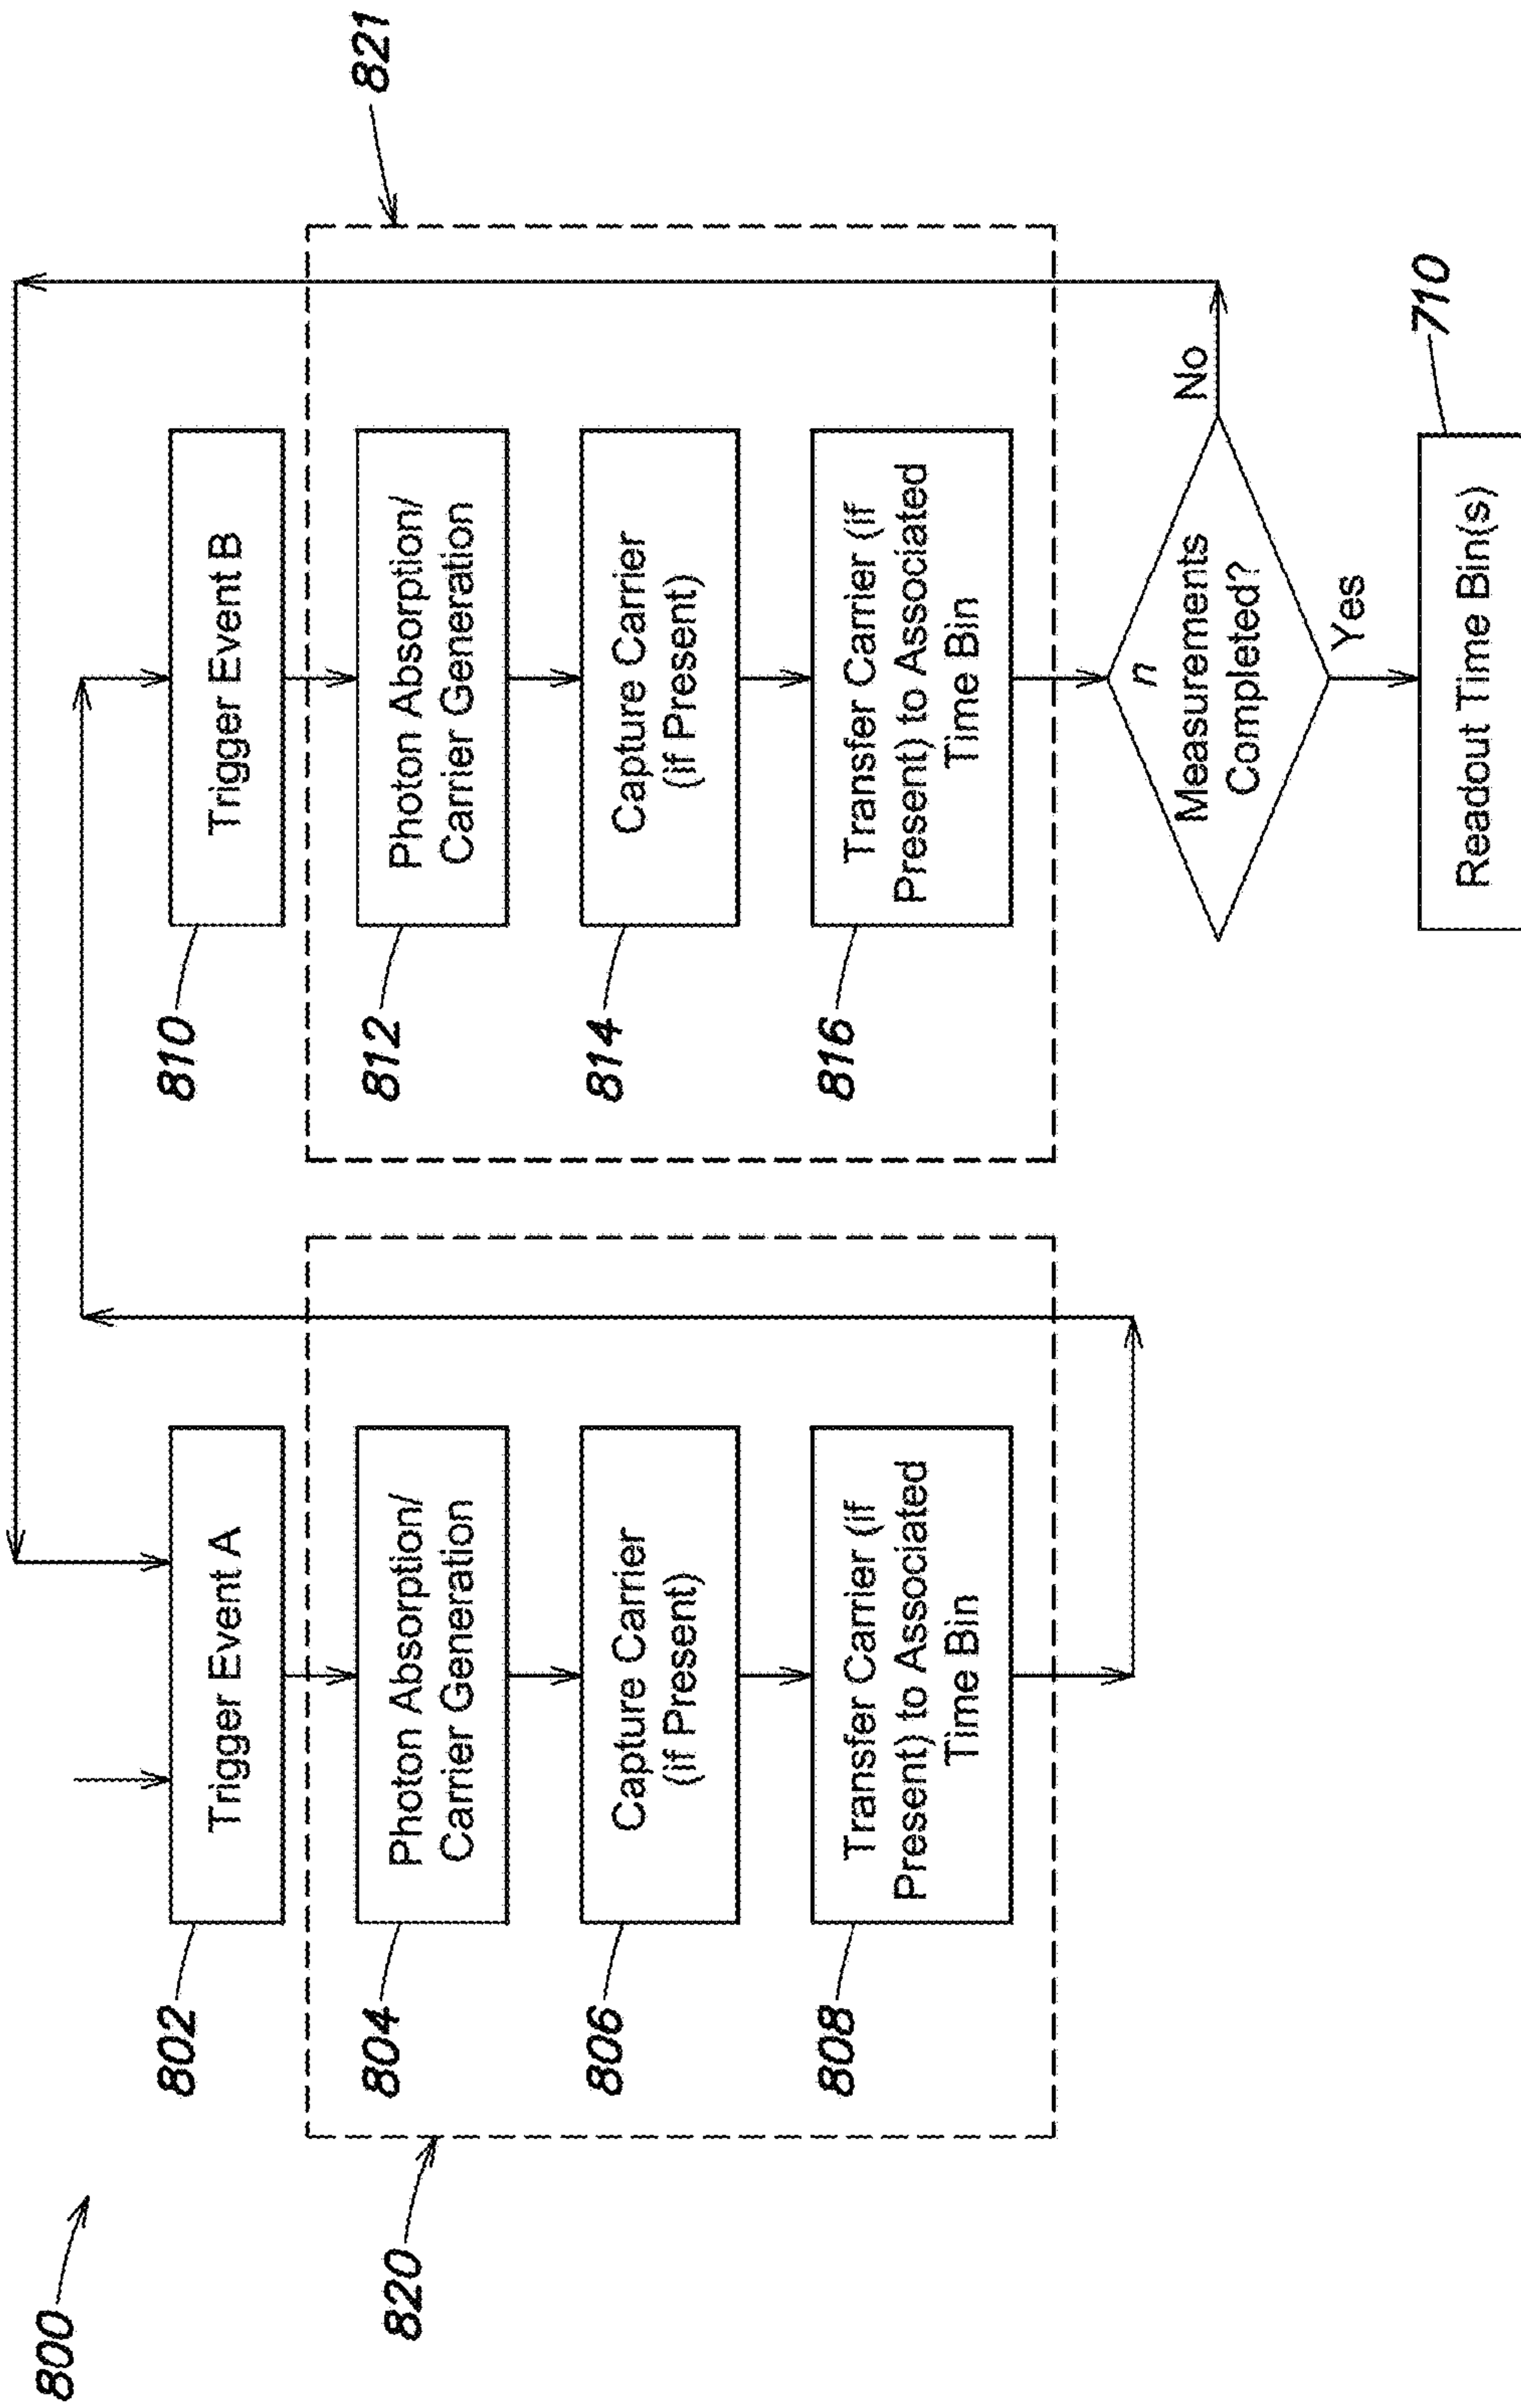 800
802
Trigger Event A
820
804
Photon Absorption/
Carrier Generation
806
Capture Carrier
(if Present)
808
Transfer Carrier (if
Present) to Associated
Time Bin
810
Trigger Event B
821
812
Photon Absorption/
Carrier Generation
814
Capture Carrier
(if Present)
816
Transfer Carrier (if
Present) to Associated
Time Bin
n
Measurements
Completed?
No
Yes
710
Readout Time Bin(s)